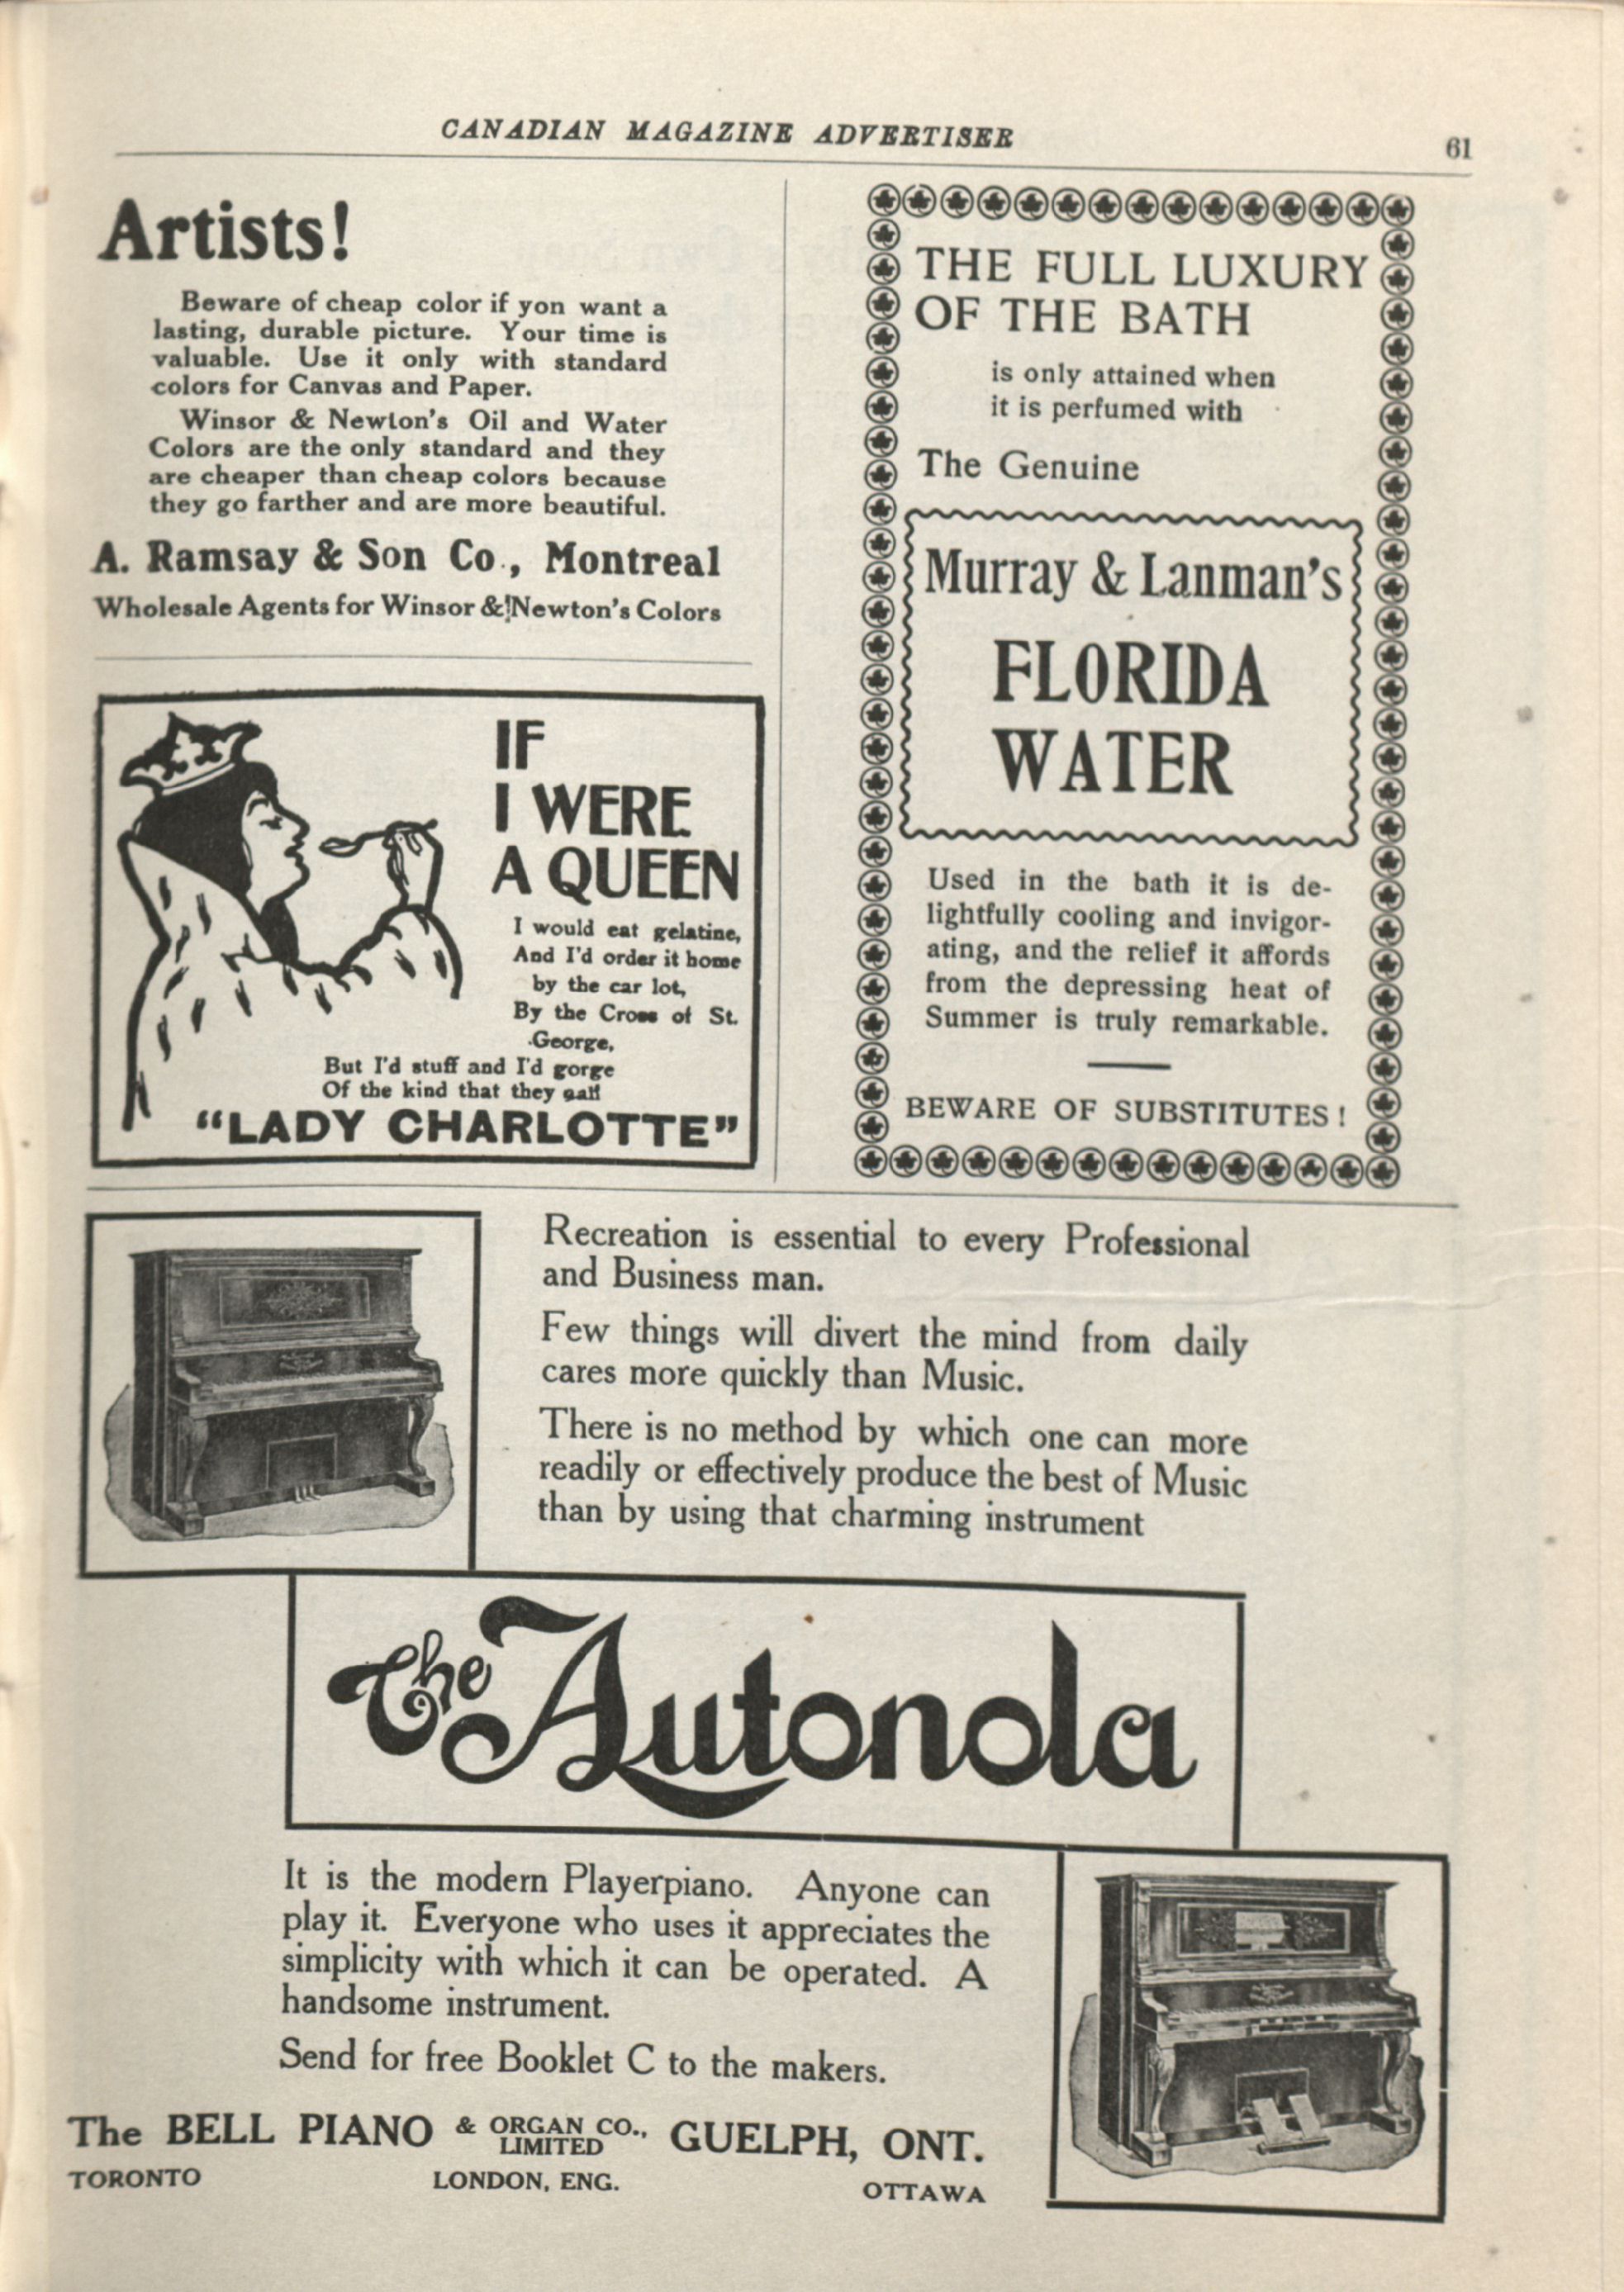 CANADIAN MAGAZINE ADVERTISER
61
Artists!
Beware of cheap color if yon want a
lasting, durable picture. Your time is
valuable. Use it only with standard
colors for Canvas and Paper.
Winsor & Newton's Oil and Water
Colors are the only standard and they
are cheaper than cheap colors because
they go farther and are more beautiful.
A. Ramsay & Son Co., Montreal
Wholesale Agents for Winsor & Newton's Colors
IF
I WERE
A QUEEN
I would eat gelatine,
And I'd order it home
by the car lot,
By the Cross of St.
George,
But I'd stuff and I'd gorge
Of the kind that they call
"LADY CHARLOTTE"
THE FULL LUXURY
OF THE BATH
is only attained when
it is perfumed with
The Genuine
Murray & Lanman's
FLORIDA
WATER
Used in the bath it is de-
lightfully cooling and invigor-
ating, and the relief it affords
from the depressing heat of
Summer is truly remarkable.
BEWARE OF SUBSTITUTES!
Recreation is essential to every Professional
and Business man.
Few things will divert the mind from daily
cares more quickly than Music.
There is no method by which one can more
readily or effectively produce the best of Music
than by using that charming instrument
The Autonola
It is the modern Playerpiano. Anyone can
play it. Everyone who uses it appreciates the
simplicity with which it can be operated. A
handsome instrument.
Send for free Booklet C to the makers.
The BELL PIANO & ORGAN CO., LIMITED GUELPH, ONT.
TORONTO LONDON, ENG. OTTAWA